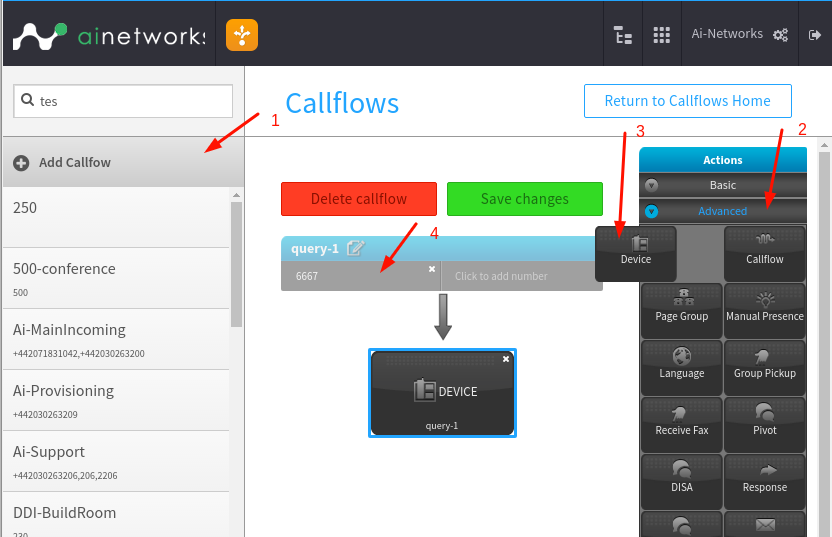 ainetworks
Ai-Networks
tes
Callflows
Return to Callflows Home
1
3
2
Add Callfow
Actions
Basic
Advanced
250
Delete callflow
Save changes
4
query-1
6667
Click to add number
Device
Callflow
500-conference
500
Page Group
Manual Presence
Ai-MainIncoming
+442071831042,+442030263200
Language
Group Pickup
DEVICE
query-1
Ai-Provisioning
+442030263209
Receive Fax
Pivot
Ai-Support
+442030263206,206,2206
DISA
Response
DDI-BuildRoom
230